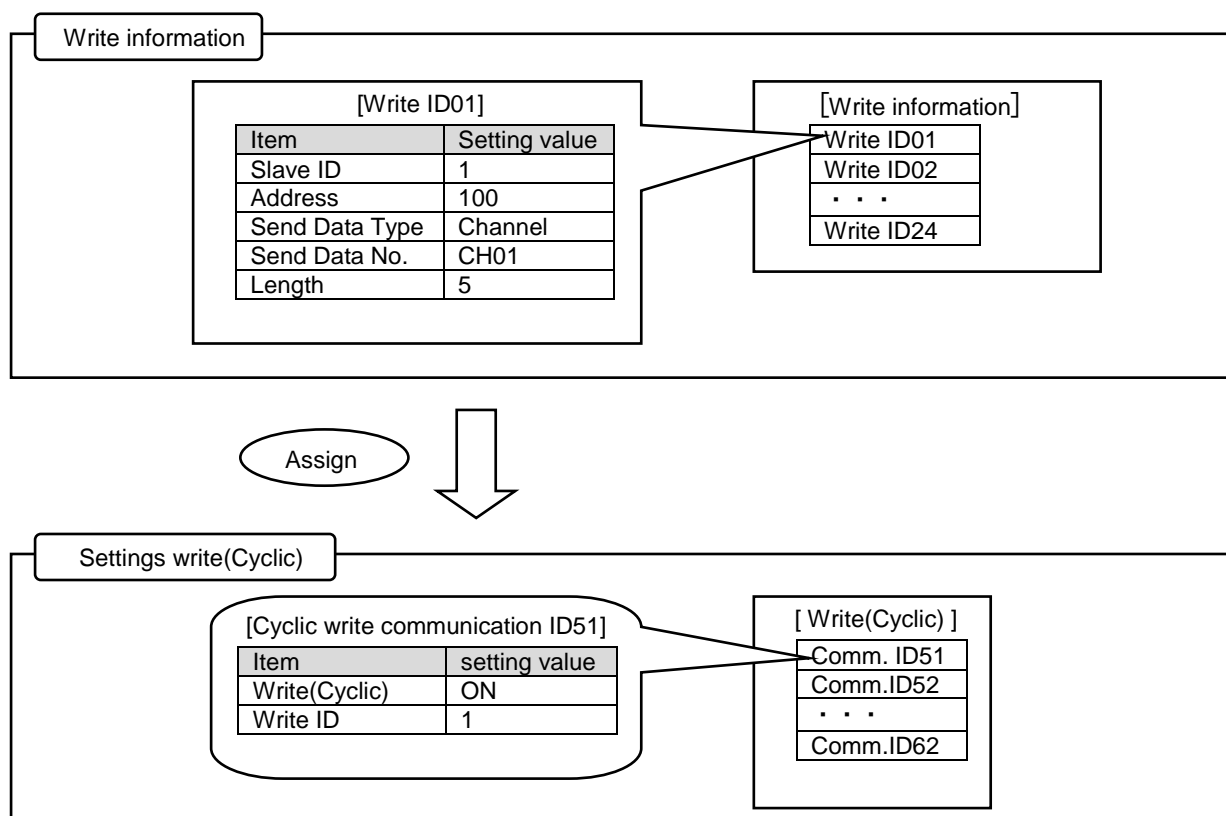 Write information
[Write ID01]
Item Setting value
Slave ID 1
Address 100
Send Data Type Channel
Send Data No. CH01
Length 5
［Write information］
Write ID01
Write ID02
・・・
Write ID24
Assign
Settings write(Cyclic)
[Cyclic write communication ID51]
Item setting value
Write(Cyclic) ON
Write ID 1
[ Write(Cyclic) ]
Comm. ID51
Comm.ID52
・・・
Comm.ID62